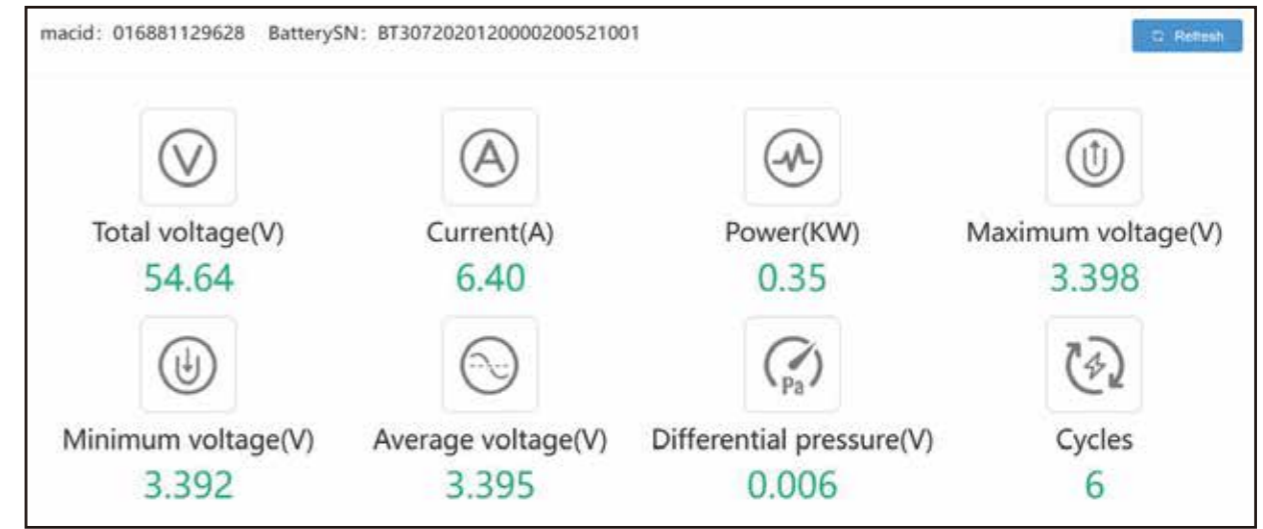 macid: 016881129628 BatterySN: BT3072020120000200521001
Refresh
V A
Total voltage(V) Current(A) Power(KW) Maximum voltage(V)
54.64 6.40 0.35 3.398
Pa
Minimum voltage(V) Average voltage(V) Differential pressure(V) Cycles
3.392 3.395 0.006 6